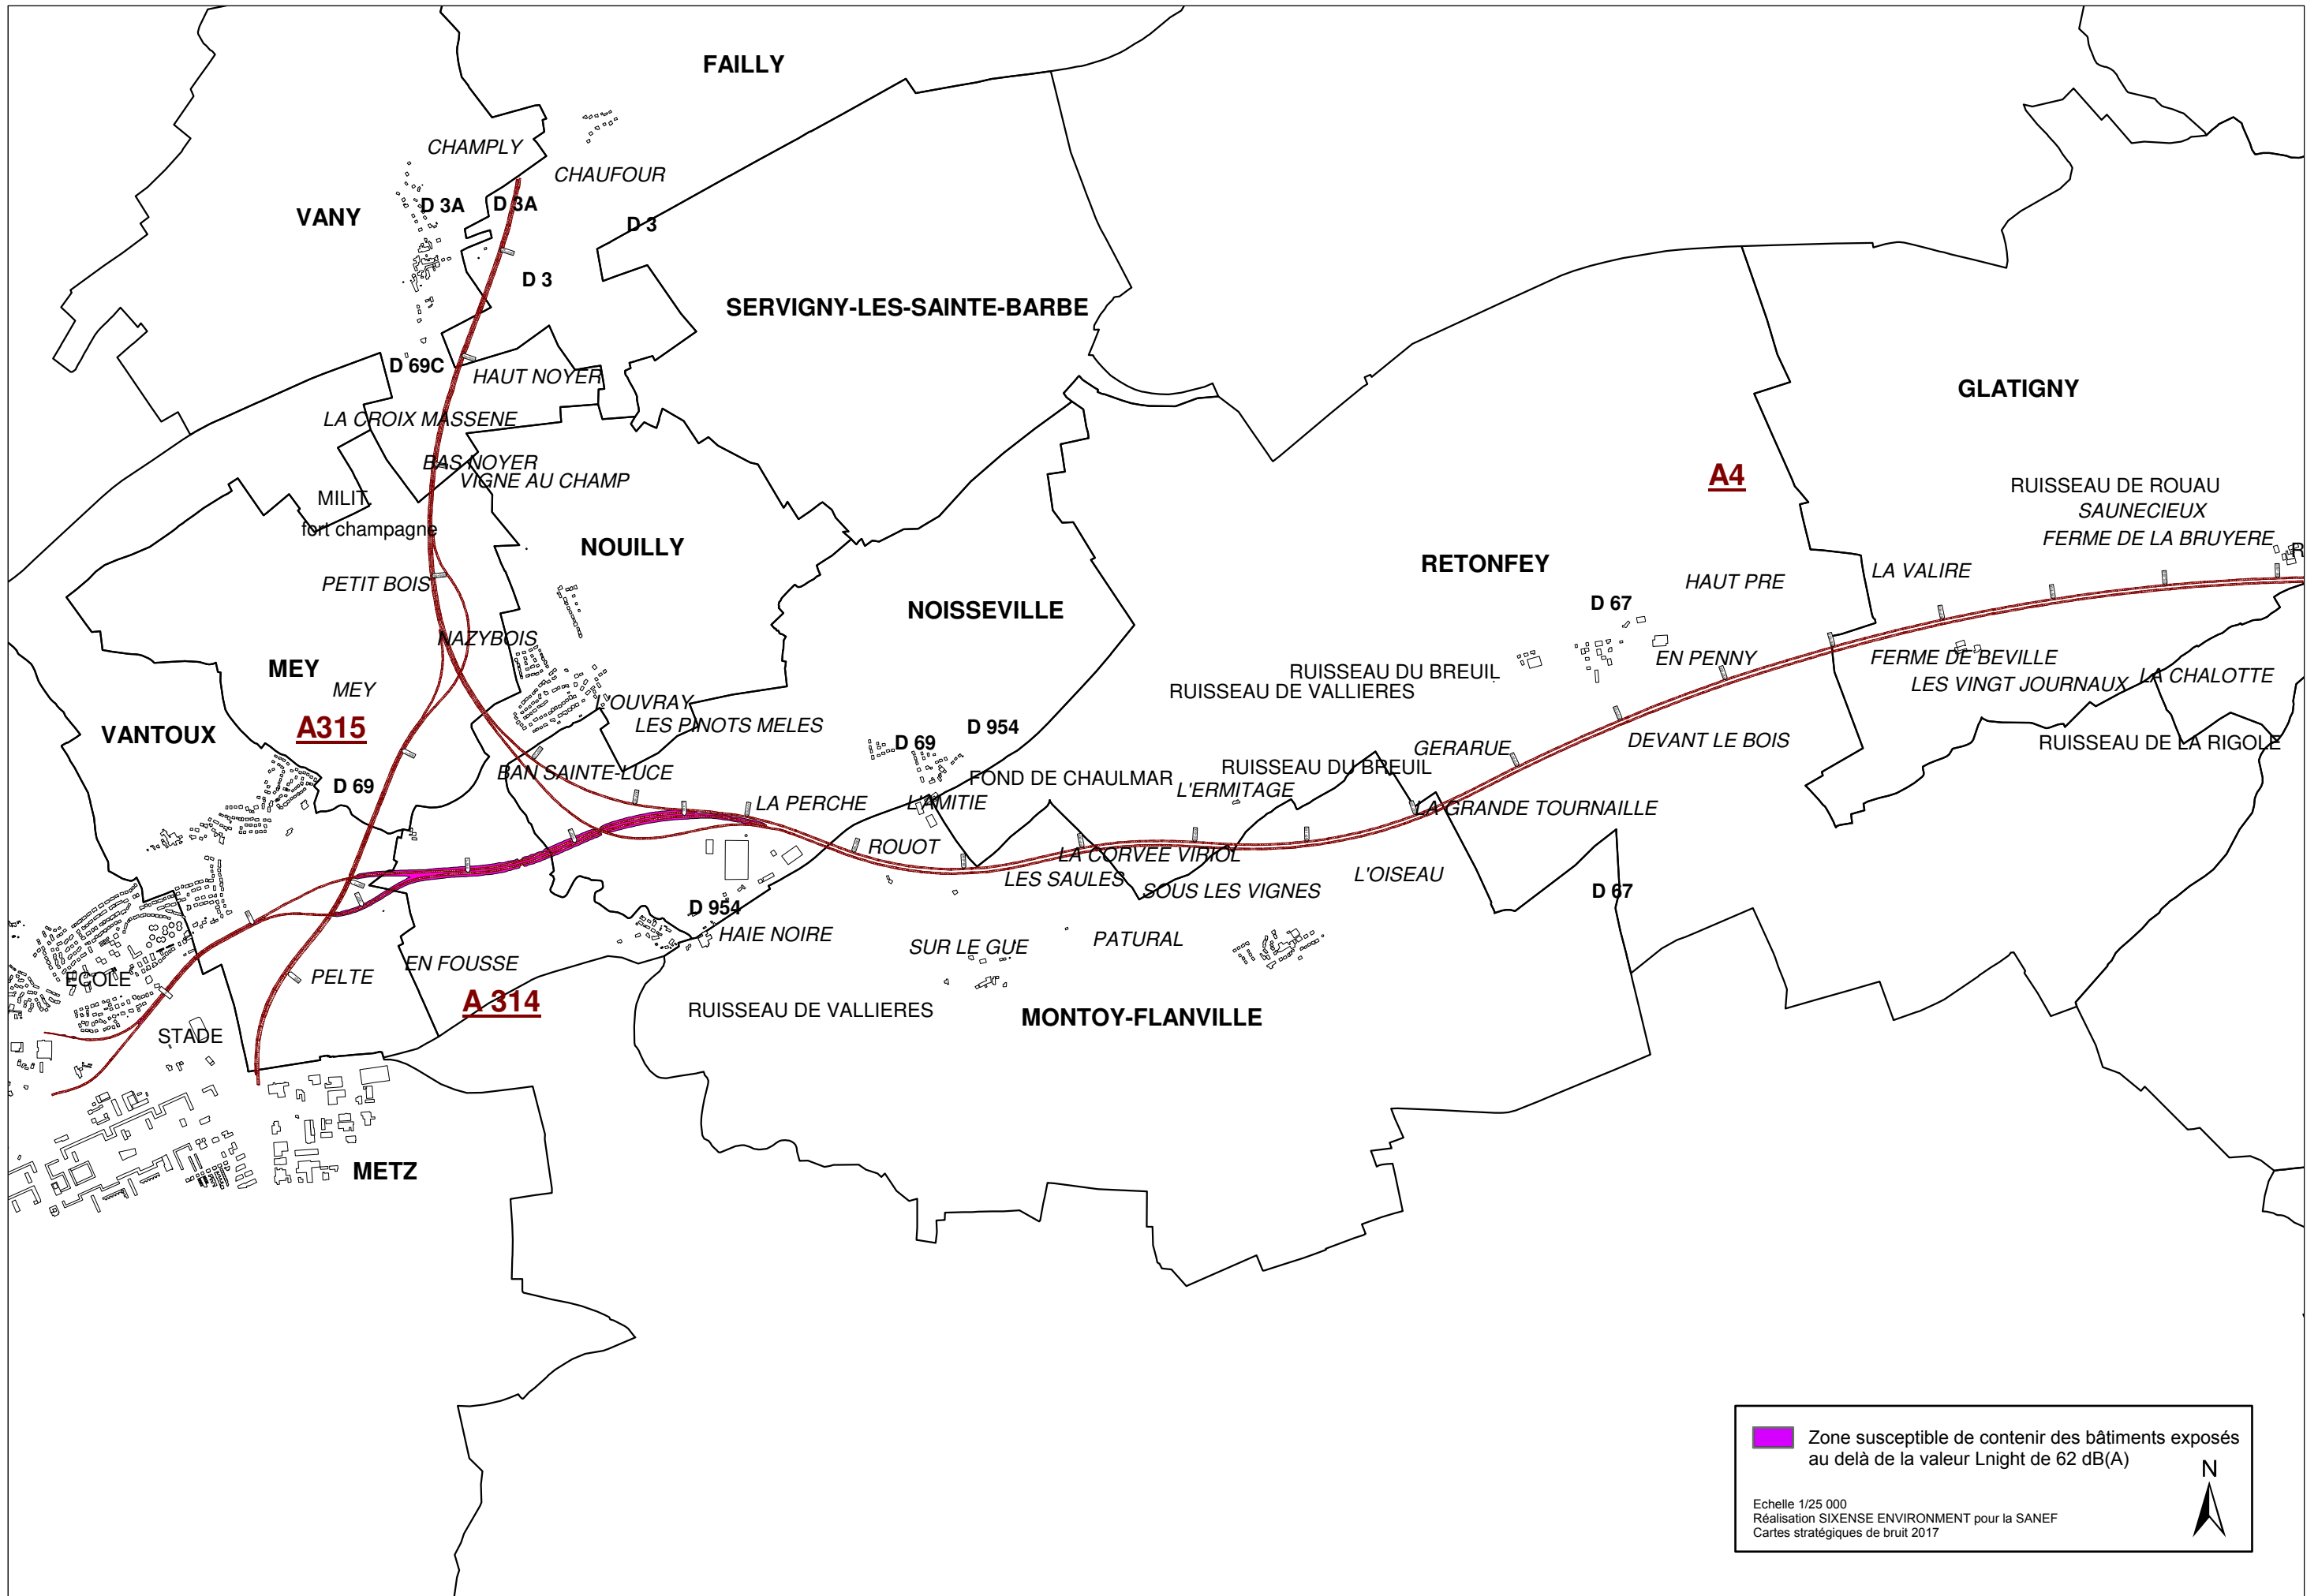 FAILLY
CHAMPLY
CHAUFOUR
D 3A
D 3A
VANY
D 3
D 3
SERVIGNY-LES-SAINTE-BARBE
D 69C
HAUT NOYER
GLATIGNY
LA CROIX MASSENE
BAS NOYER
VIGNE AU CHAMP
A4
RUISSEAU DE ROUAU
MILIT
SAUNECIEUX
fort champagne
FERME DE LA BRUYERE
R
NOUILLY
RETONFEY
LA VALIRE
PETIT BOIS
HAUT PRE
D 67
NOISSEVILLE
NAZYBOIS
EN PENNY
FERME DE BEVILLE
MEY
RUISSEAU DU BREUIL
LA CHALOTTE
MEY
RUISSEAU DE VALLIERES
LES VINGT JOURNAUX
L'OUVRAY
LES PINOTS MELES
A315
VANTOUX
D 954
D 69
GERARUE
DEVANT LE BOIS
RUISSEAU DE LA RIGOLE
BAN SAINTE-LUCE
FOND DE CHAULMAR
RUISSEAU DU BREUIL
D 69
L'ERMITAGE
LA PERCHE
L'AMITIE
LA GRANDE TOURNAILLE
ROUOT
LA CORVEE VIRIOL
LES SAULES
SOUS LES VIGNES
L'OISEAU
D 67
D 954
HAIE NOIRE
SUR LE GUE
PATURAL
EN FOUSSE
PELTE
ECOLE
A 314
RUISSEAU DE VALLIERES
MONTOY-FLANVILLE
STADE
METZ
Zone susceptible de contenir des bâtiments exposés
au delà de la valeur Lnight de 62 dB(A)
N
Echelle 1/25 000
Réalisation SIXENSE ENVIRONMENT pour la SANEF
Cartes stratégiques de bruit 2017